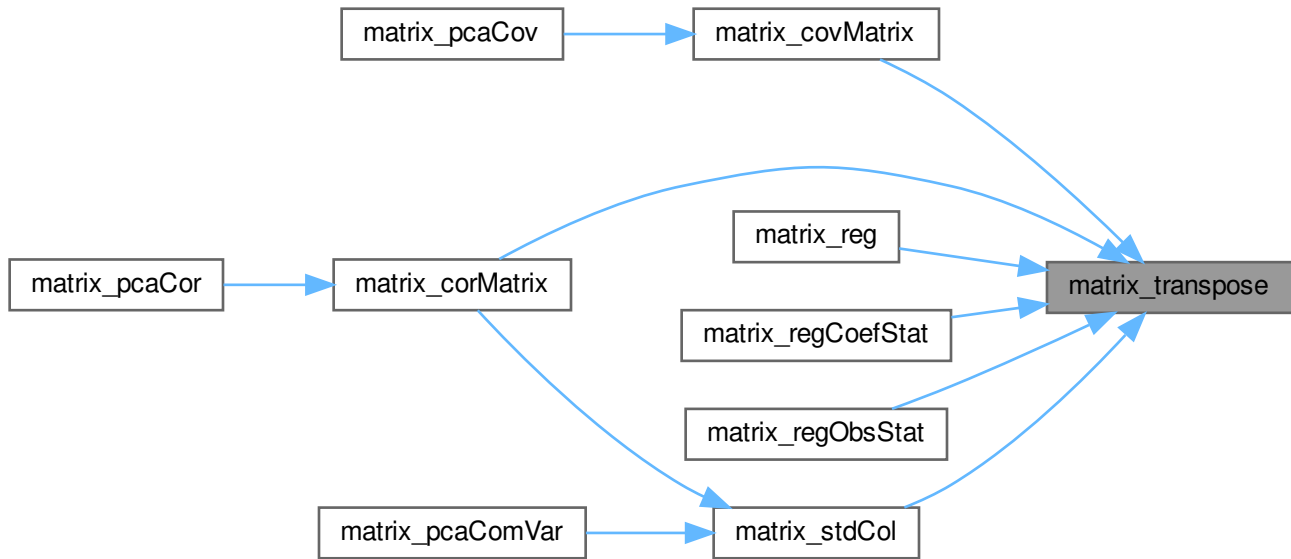 matrix_pcaCov
matrix_covMatrix
matrix_reg
matrix_pcaCor
matrix_corMatrix
matrix_transpose
matrix_regCoefStat
matrix_regObsStat
matrix_pcaComVar
matrix_stdCol